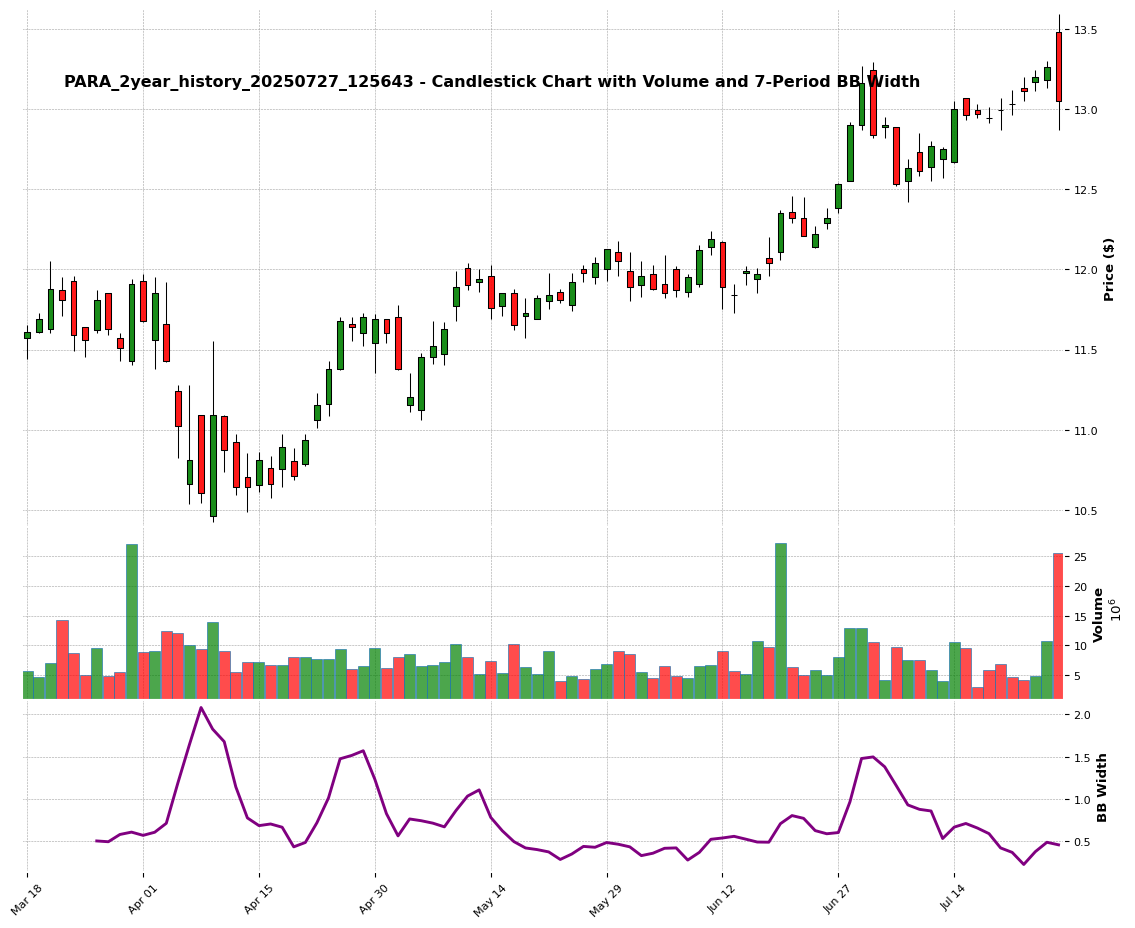 PARA_2year_history_20250727_125643 - Candlestick Chart with Volume and 7-Period BB Width
13.5
13.0
12.5
12.0
11.5
11.0
10.5
Price ($)
25
20
15
10
5
Volume
10^6
2.0
1.5
1.0
0.5
BB Width
Mar 18
Apr 01
Apr 15
Apr 30
May 14
May 29
Jun 12
Jun 27
Jul 14